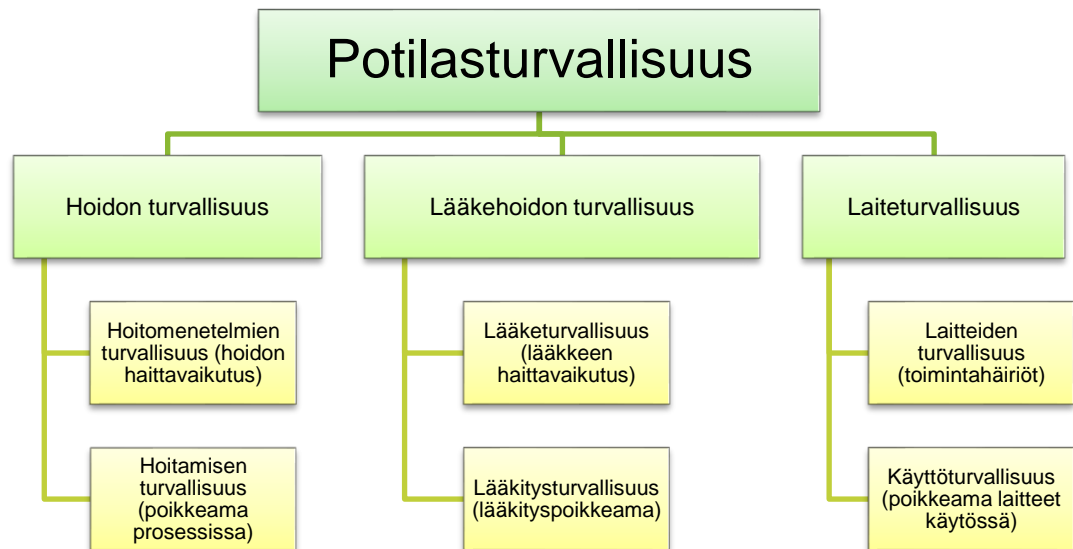 Potilasturvallisuus
Hoidon turvallisuus
Lääkehoidon turvallisuus
Laiteturvallisuus
Hoitomenetelmien
turvallisuus (hoidon
haittavaikutus)
Lääketurvallisuus
(lääkkeen
haittavaikutus)
Laitteiden
turvallisuus
(toimintahäiriöt)
Hoitamisen
turvallisuus
(poikkeama
prosessissa)
Lääkitysturvallisuus
(lääkityspoikkeama)
Käyttöturvallisuus
(poikkeama laitteet
käytössä)